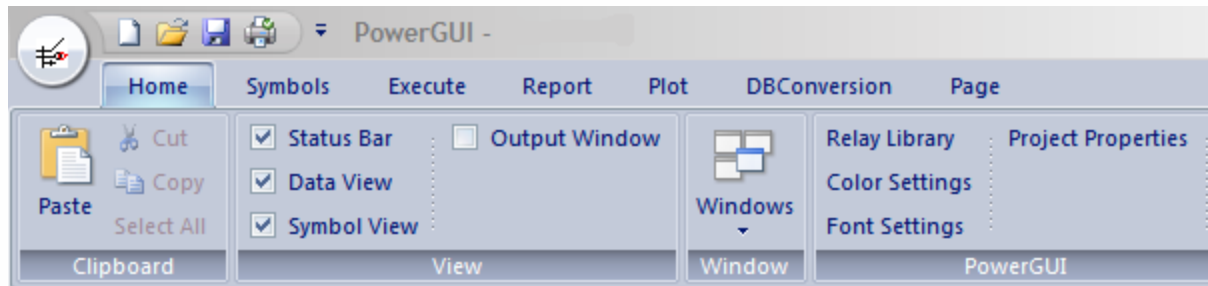 PowerGUI -
Home Symbols Execute Report Plot DBConversion Page
Cut Status Bar Output Window Relay Library Project Properties
Copy Data View Color Settings
Paste Select All Symbol View Windows Font Settings
Clipboard View Window PowerGUI